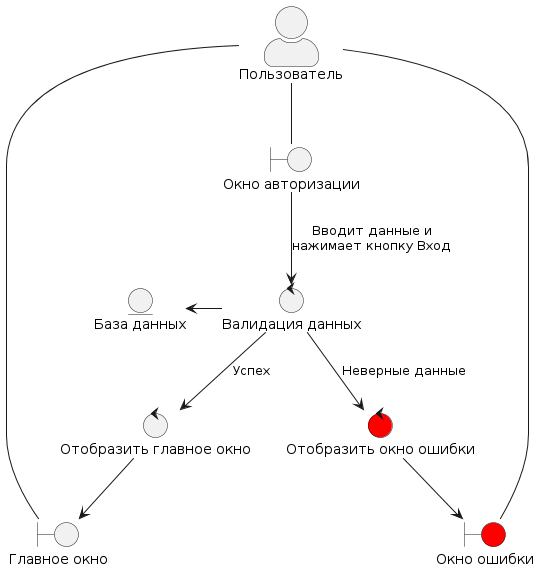 Пользователь
Окно авторизации
Вводит данные и
нажимает кнопку Вход
База данных
Валидация данных
Успех
Неверные данные
Отобразить главное окно
Отобразить окно ошибки
Главное окно
Окно ошибки